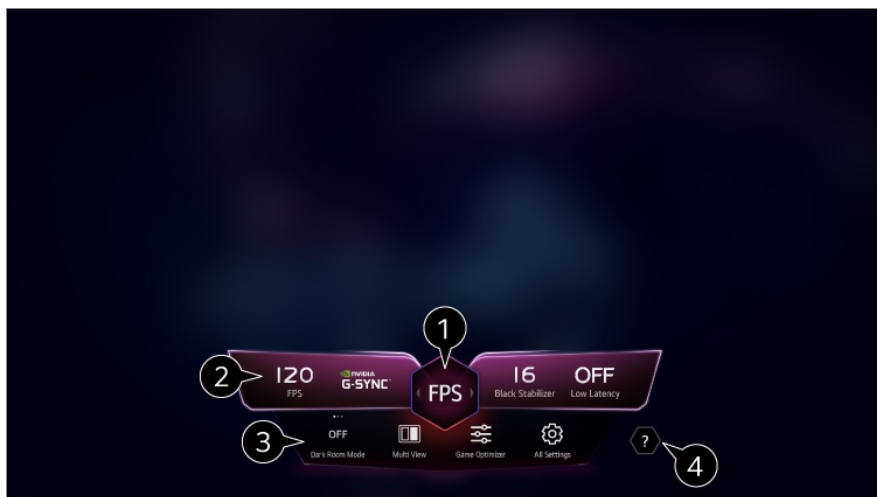 1
2
120
FPS
NVIDIA
G-SYNC
FPS
16
Black Stabilizer
OFF
Low Latency
3
OFF
Dark Room Mode
Multi View
Game Optimizer
All Settings
?
4